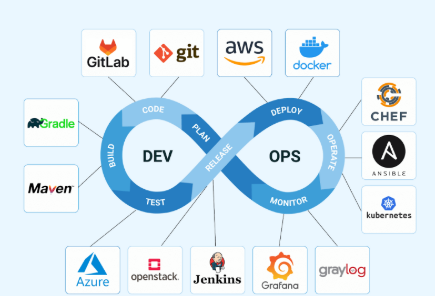 GitLab
git
aws
docker
CHEF
ANSIBLE
kubernetes
Gradle
Maven
CODE
PLAN
BUILD
TEST
RELEASE
DEPLOY
OPERATE
MONITOR
DEV
OPS
Azure
openstack.
Jenkins
Grafana
graylog